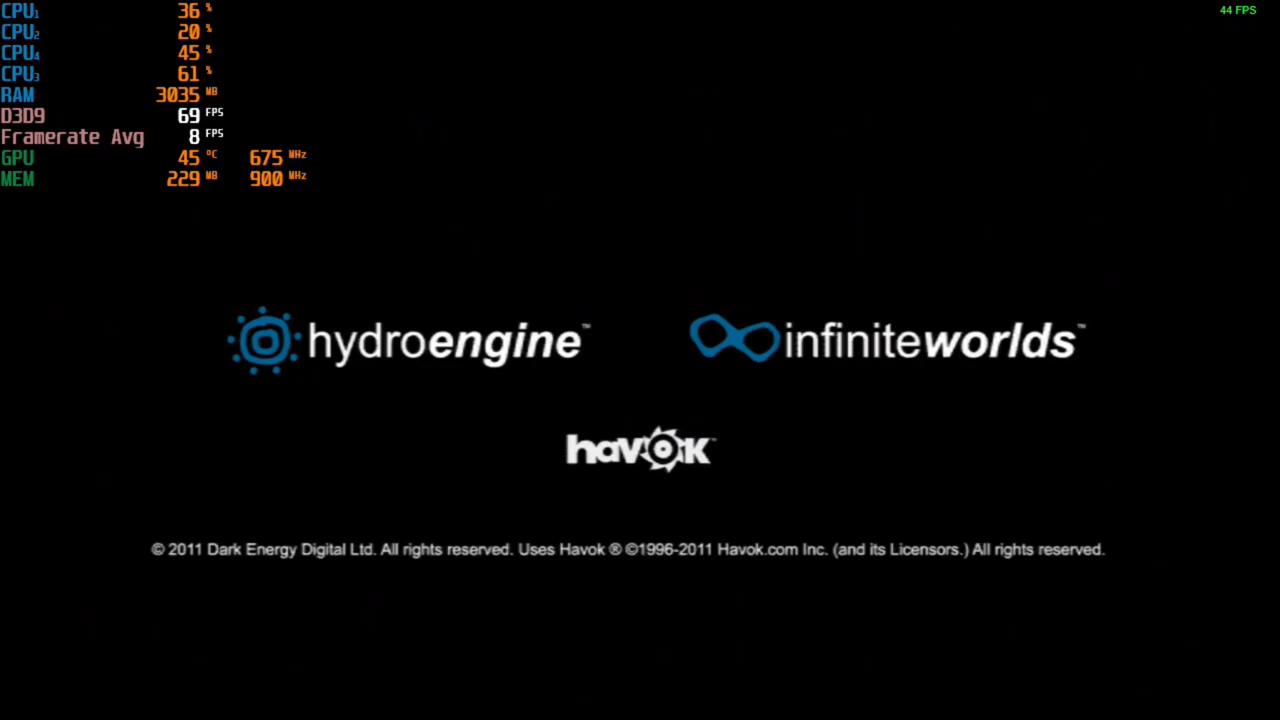 CPU1 36 %
44 FPS
CPU2 20 %
CPU4 45 %
CPU3 61 %
RAM 3035 MB
D3D9 69 FPS
Framerate Avg 8 FPS
GPU 45 °C 675 MHz
MEM 229 MB 900 MHz
hydroengine™ infiniteworlds™
havok™
© 2011 Dark Energy Digital Ltd. All rights reserved. Uses Havok ® ©1996-2011 Havok.com Inc. (and its Licensors.) All rights reserved.